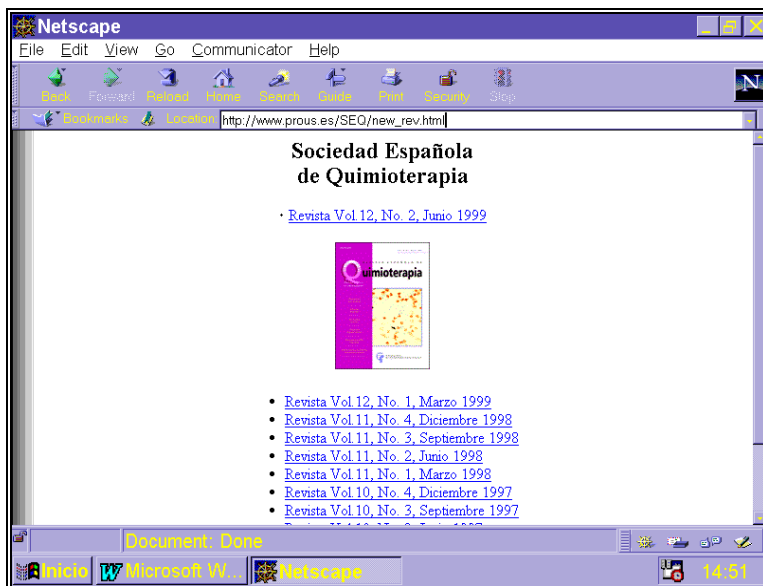 Netscape
File Edit View Go Communicator Help
Back Forward Reload Home Search Guide Print Security Stop
N
Bookmarks Location: http://www.prous.es/SEQ/new_rev.html
Sociedad Española
de Quimioterapia
Revista Vol.12, No. 2, Junio 1999
Quimioterapia
Revista Vol.12, No. 1, Marzo 1999
Revista Vol.11, No. 4, Diciembre 1998
Revista Vol.11, No. 3, Septiembre 1998
Revista Vol.11, No. 2, Junio 1998
Revista Vol.11, No. 1, Marzo 1998
Revista Vol.10, No. 4, Diciembre 1997
Revista Vol.10, No. 3, Septiembre 1997
Document: Done
Inicio Microsoft W... Netscape 14:51